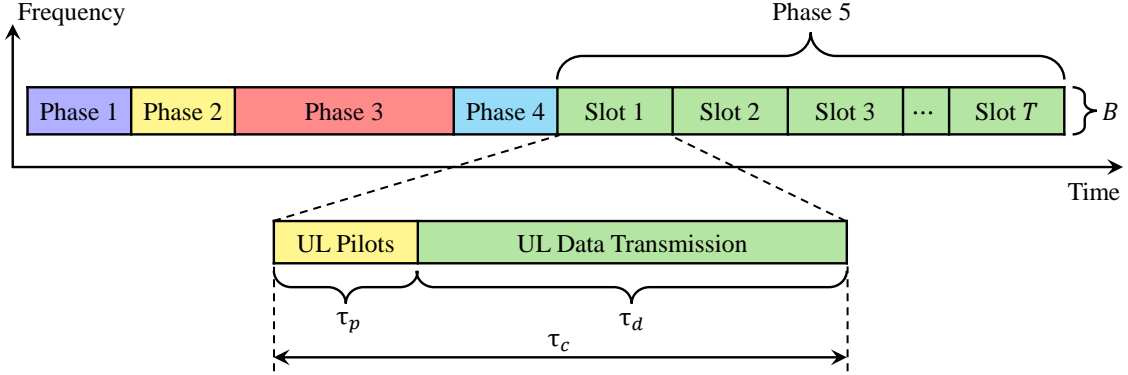 Frequency
Phase 5
Phase 1 Phase 2 Phase 3 Phase 4 Slot 1 Slot 2 Slot 3 ... Slot T B
Time
UL Pilots UL Data Transmission
τp τd
τc